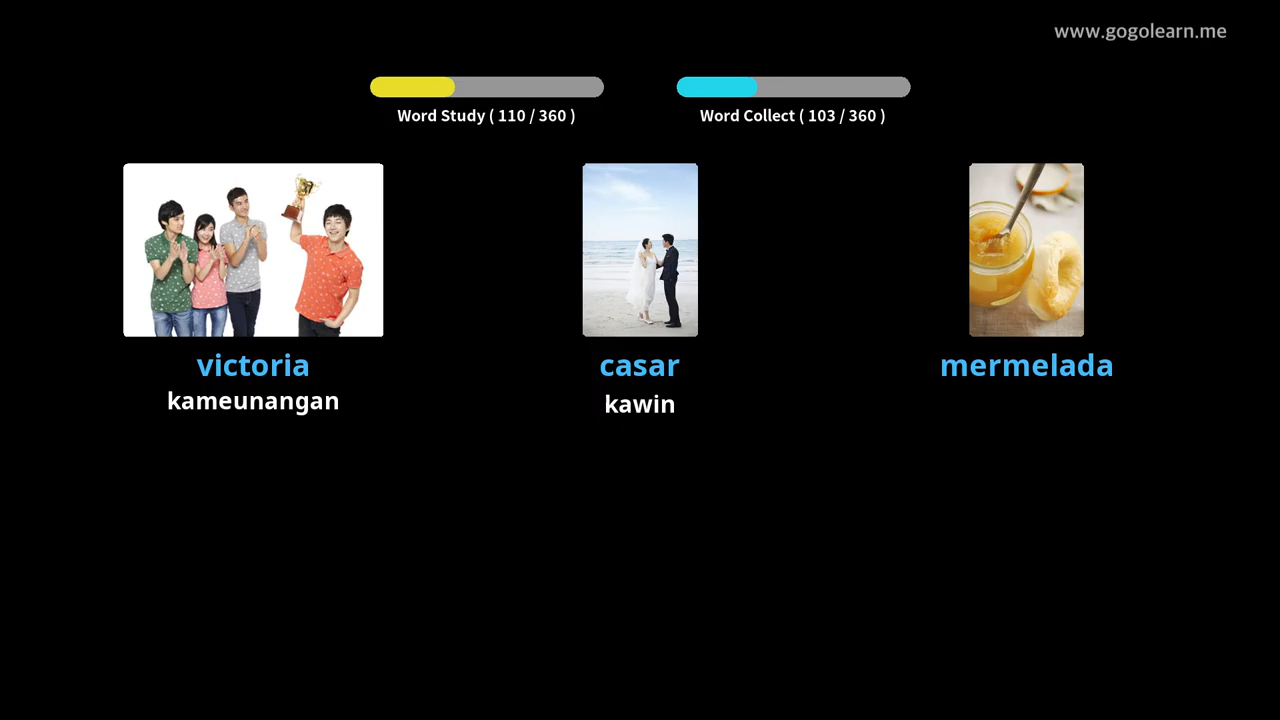 www.gogolearn.me
Word Study ( 110 / 360 )
Word Collect ( 103 / 360 )
victoria
kameunangan
casar
kawin
mermelada